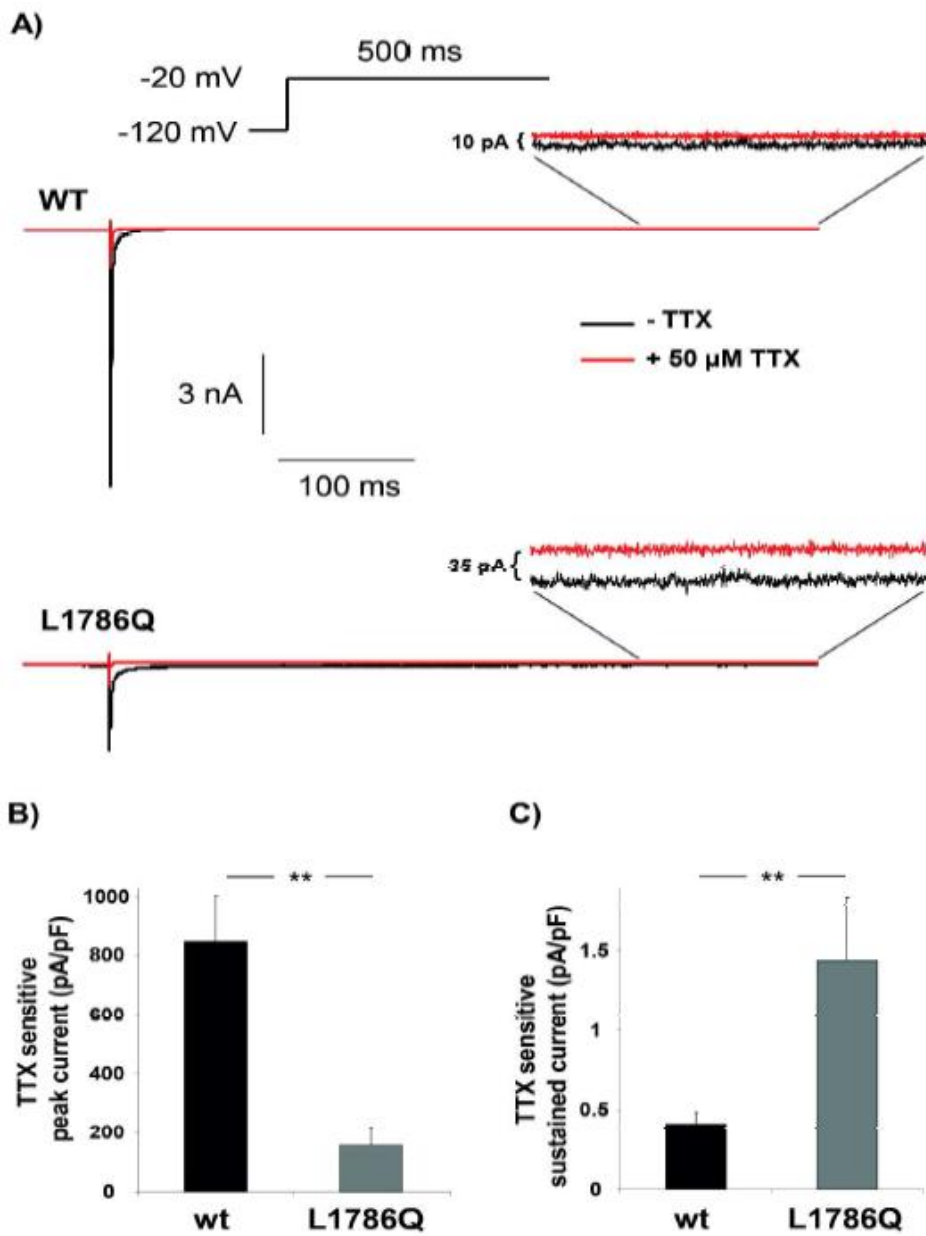 A)
500 ms
-20 mV
-120 mV
10 pA {
WT
- TTX
+ 50 µM TTX
3 nA
100 ms
35 pA {
L1786Q
B)
**
TTX sensitive
peak current (pA/pF)
1000
800
600
400
200
0
wt
L1786Q
C)
**
TTX sensitive
sustained current (pA/pF)
1.5
1
0.5
0
wt
L1786Q